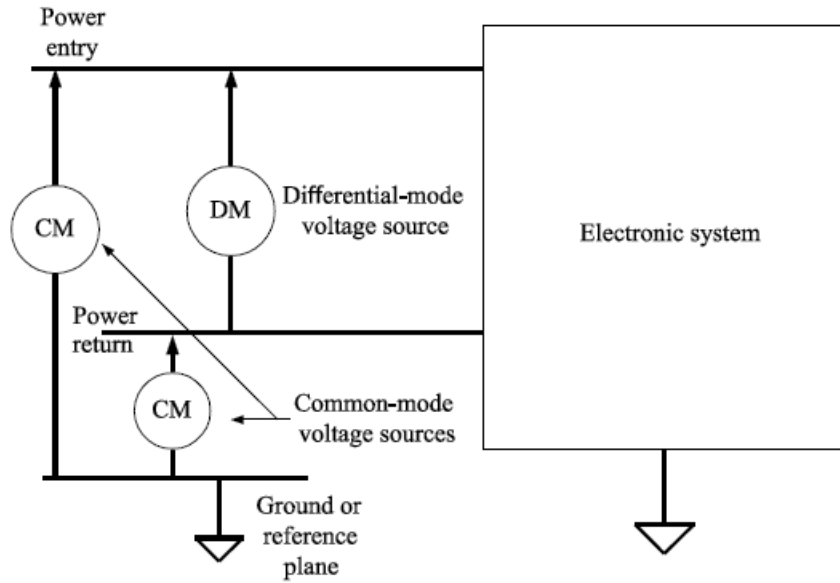 Power
entry
CM
DM
Differential-mode
voltage source
Electronic system
Power
return
CM
Common-mode
voltage sources
Ground or
reference
plane